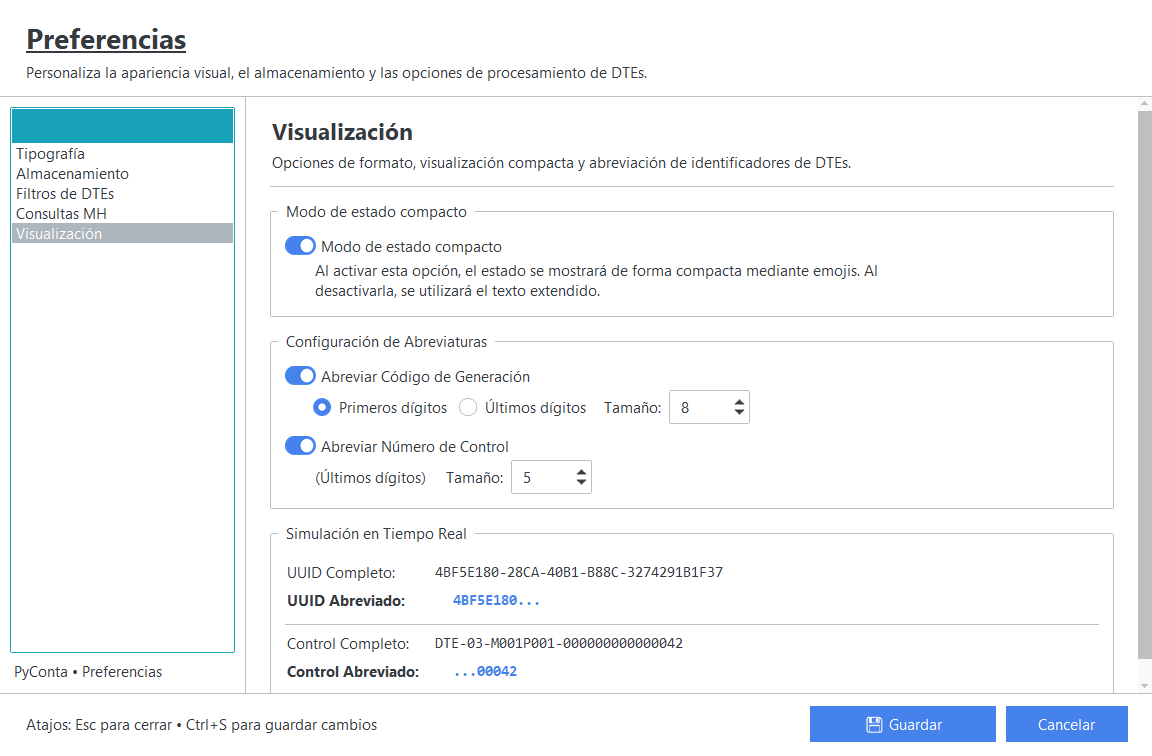 Preferencias
Personaliza la apariencia visual, el almacenamiento y las opciones de procesamiento de DTEs.
Tipografía
Almacenamiento
Filtros de DTEs
Consultas MH
Visualización
PyConta • Preferencias
Visualización
Opciones de formato, visualización compacta y abreviación de identificadores de DTEs.
Modo de estado compacto
Modo de estado compacto
Al activar esta opción, el estado se mostrará de forma compacta mediante emojis. Al
desactivarla, se utilizará el texto extendido.
Configuración de Abreviaturas
Abreviar Código de Generación
Primeros dígitos Últimos dígitos Tamaño: 8
Abreviar Número de Control
(Últimos dígitos) Tamaño: 5
Simulación en Tiempo Real
UUID Completo: 4BF5E180-28CA-40B1-B88C-3274291B1F37
UUID Abreviado: 4BF5E180...
Control Completo: DTE-03-M001P001-000000000000042
Control Abreviado: ...00042
Atajos: Esc para cerrar • Ctrl+S para guardar cambios
Guardar
Cancelar